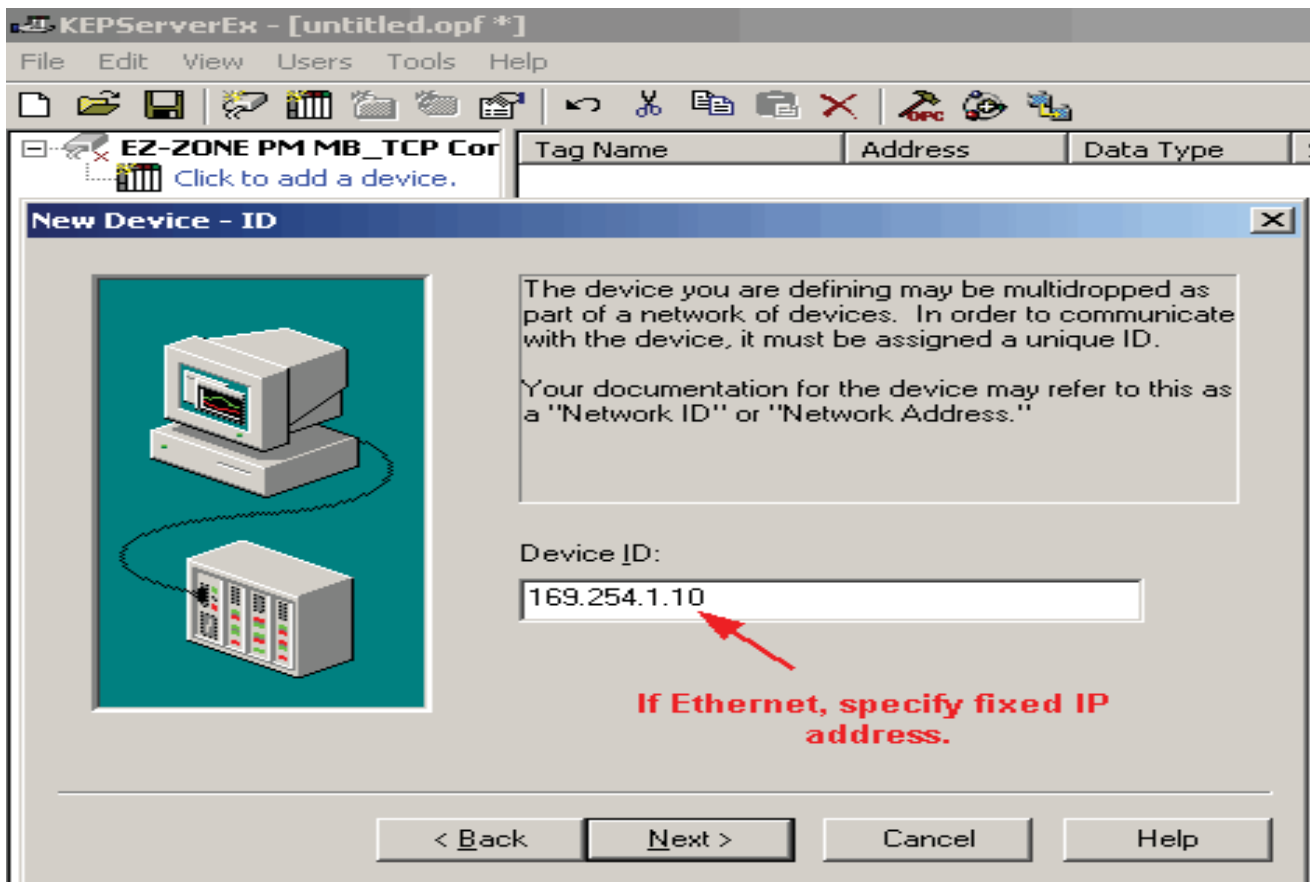 KEPServerEx - [untitled.opf *]
File Edit View Users Tools Help
OPC
EZ-ZONE PM MB_TCP Cor
Tag Name Address Data Type
Click to add a device.
New Device - ID
The device you are defining may be multidropped as
part of a network of devices. In order to communicate
with the device, it must be assigned a unique ID.
Your documentation for the device may refer to this as
a "Network ID" or "Network Address."
Device ID:
169.254.1.10
If Ethernet, specify fixed IP
address.
< Back Next > Cancel Help